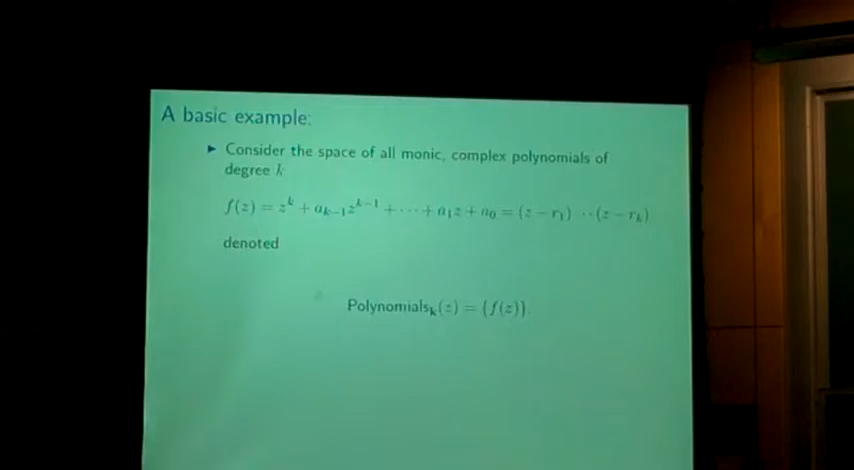 A basic example:
► Consider the space of all monic, complex polynomials of
degree k
f(z) = z^k + a_{k−1}z^{k−1} + ⋯ + a_1z + a_0 = (z − r_1) ⋯ (z − r_k)
denoted
Polynomials_k(z) = {f(z)}.